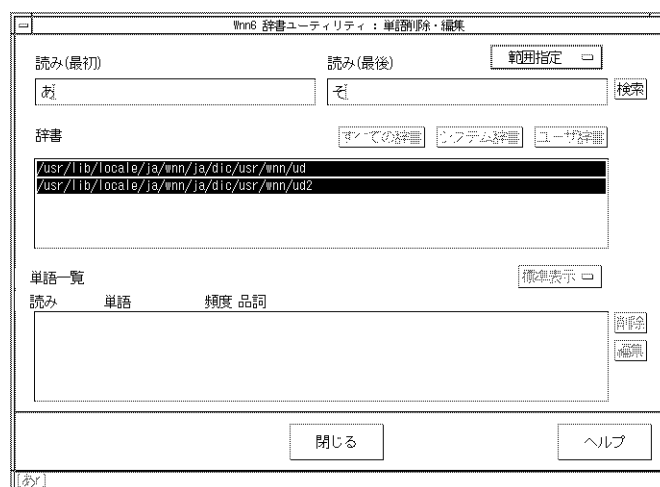 Wnn6 辞書ユーティリティ : 単語削除・編集
読み(最初) 読み(最後) 範囲指定
あ そ 検索
辞書 すべての辞書 システム辞書 ユーザ辞書
/usr/lib/locale/ja/wnn/ja/dic/usr/wnn/ud
/usr/lib/locale/ja/wnn/ja/dic/usr/wnn/ud2
単語一覧 標準表示
読み 単語 頻度 品詞
削除
編集
閉じる ヘルプ
[あr]